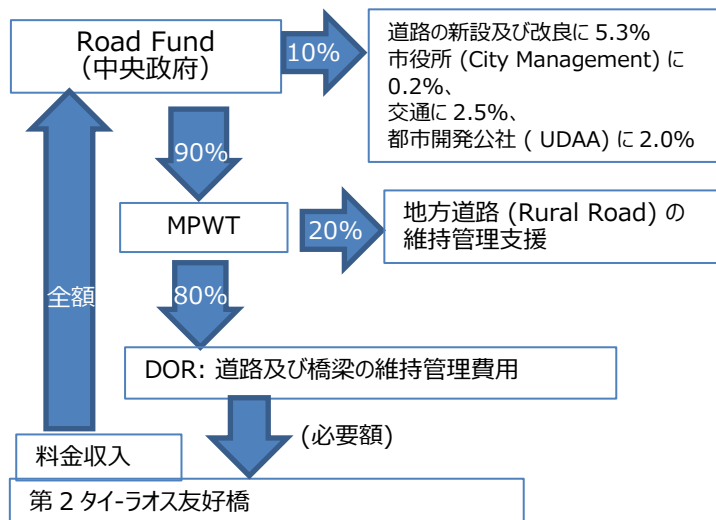 Road Fund
（中央政府）
10%
道路の新設及び改良に 5.3%
市役所 (City Management) に
0.2%、
交通に 2.5%、
都市開発公社 ( UDAA) に 2.0%
90%
MPWT
20%
地方道路 (Rural Road) の
維持管理支援
全額
80%
DOR: 道路及び橋梁の維持管理費用
(必要額)
料金収入
第 2 タイ-ラオス友好橋